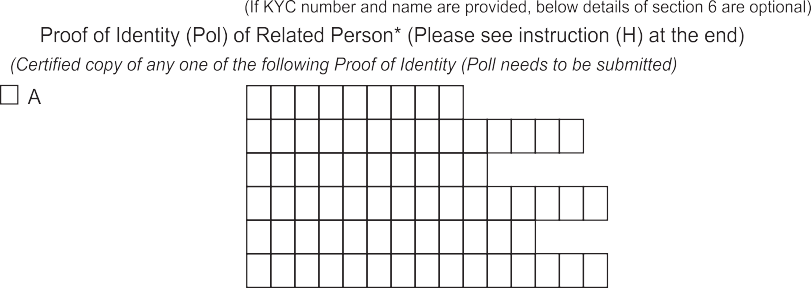 (If KYC number and name are provided, below details of section 6 are optional)
Proof of Identity (PoI) of Related Person* (Please see instruction (H) at the end)
(Certified copy of any one of the following Proof of Identity (Poll needs to be submitted)
A